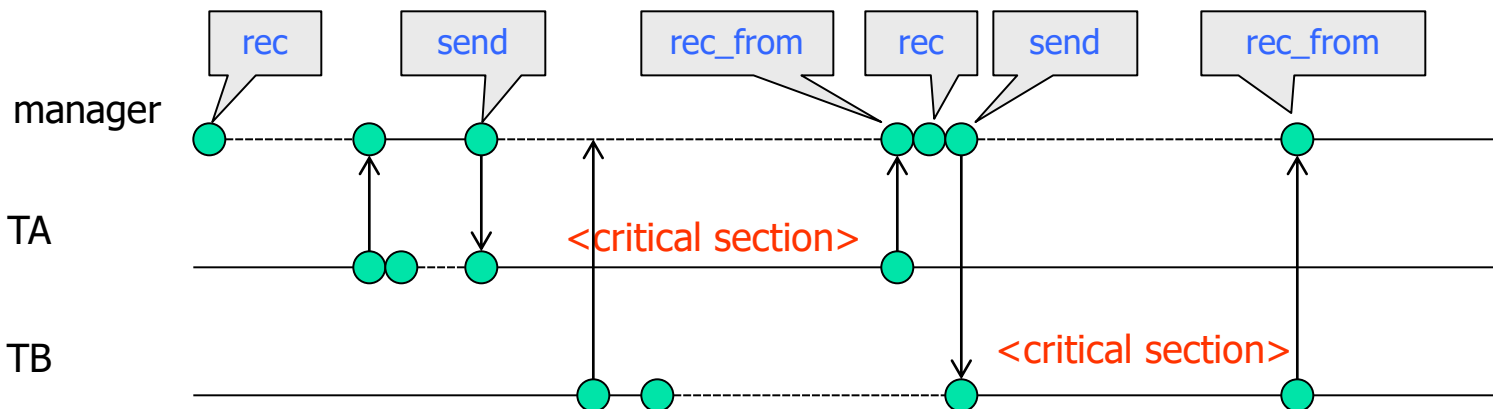 rec send rec_from rec send rec_from
manager
TA
<critical section>
TB
<critical section>